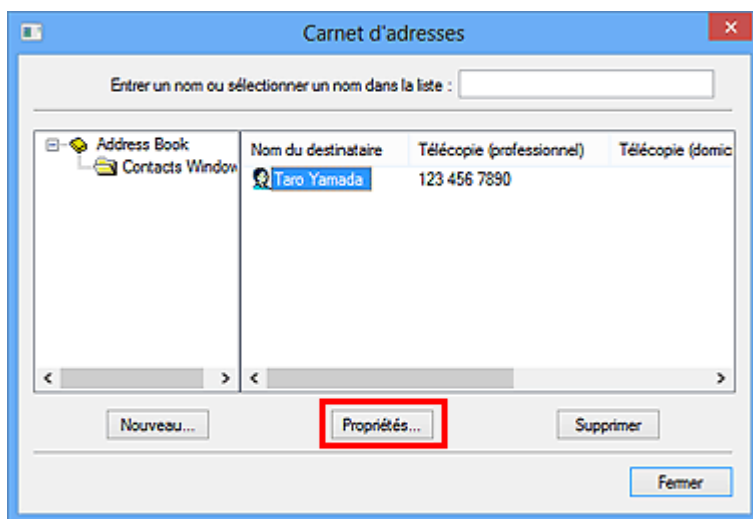 Carnet d'adresses
Entrer un nom ou sélectionner un nom dans la liste :
Address Book
Contacts Window
Nom du destinataire Télécopie (professionnel) Télécopie (domic
Taro Yamada 123 456 7890
Nouveau... Propriétés... Supprimer
Fermer